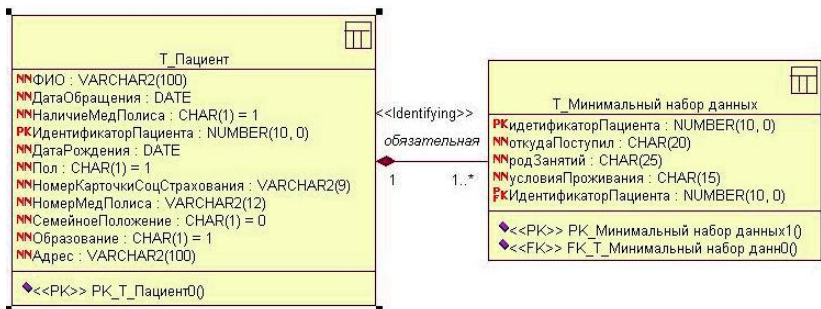 Т_Пациент
NNФИО : VARCHAR2(100)
NNДатаОбращения : DATE
NNНаличиеМедПолиса : CHAR(1) = 1
PKИдентификаторПациента : NUMBER(10, 0)
NNДатаРождения : DATE
NNПол : CHAR(1) = 1
NNНомерКарточкиСоцСтрахования : VARCHAR2(9)
NNНомерМедПолиса : VARCHAR2(12)
NNСемейноеПоложение : CHAR(1) = 0
NNОбразование : CHAR(1) = 1
NNАдрес : VARCHAR2(100)
<<PK>> PK_Т_Пациент0()
<<Identifying>>
обязательная
1
1..*
Т_Минимальный набор данных
PKидетификаторПациента : NUMBER(10, 0)
NNоткудаПоступил : CHAR(20)
NNродЗанятий : CHAR(25)
NNусловияПроживания : CHAR(15)
PFKИдентификаторПациента : NUMBER(10, 0)
<<PK>> PK_Минимальный набор данных1()
<<FK>> FK_Т_Минимальный набор данн0()